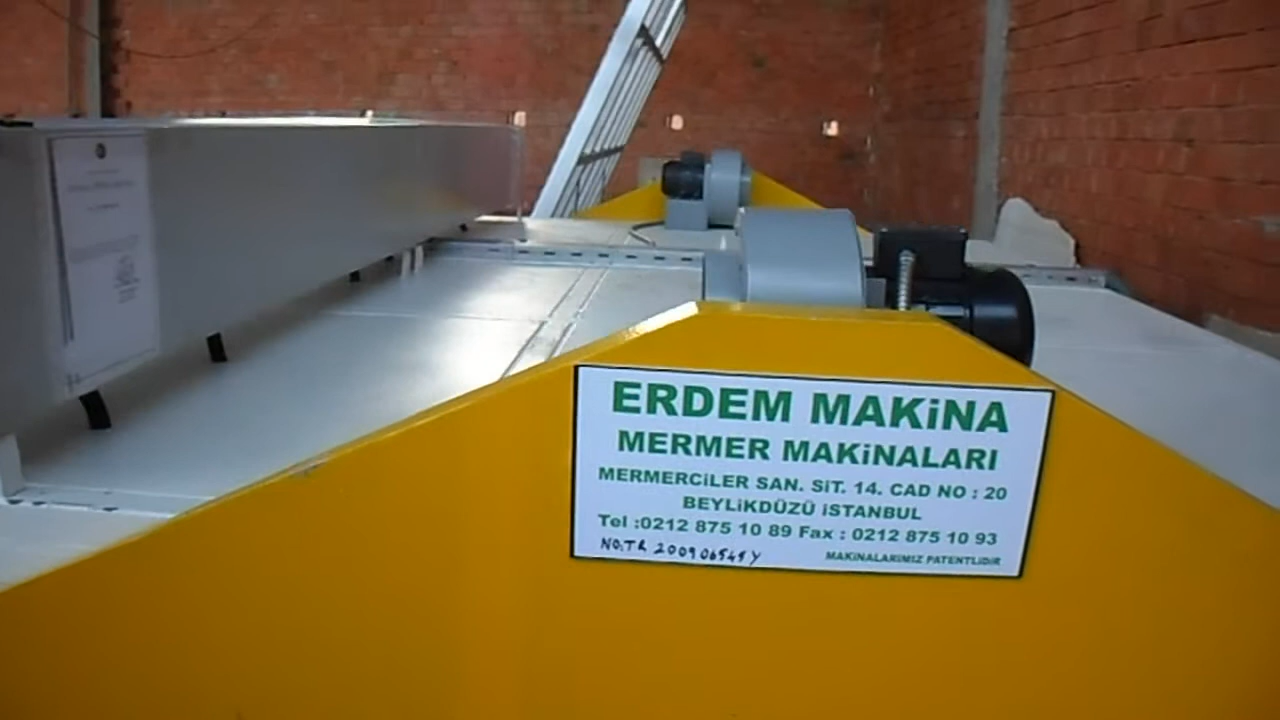 ERDEM MAKiNA
MERMER MAKiNALARI
MERMERCiLER SAN. SiT. 14. CAD NO : 20
BEYLiKDÜZÜ iSTANBUL
Tel :0212 875 10 89 Fax : 0212 875 10 93
NO:TR 2009 06545 Y
MAKiNALARIMIZ PATENTLiDiR